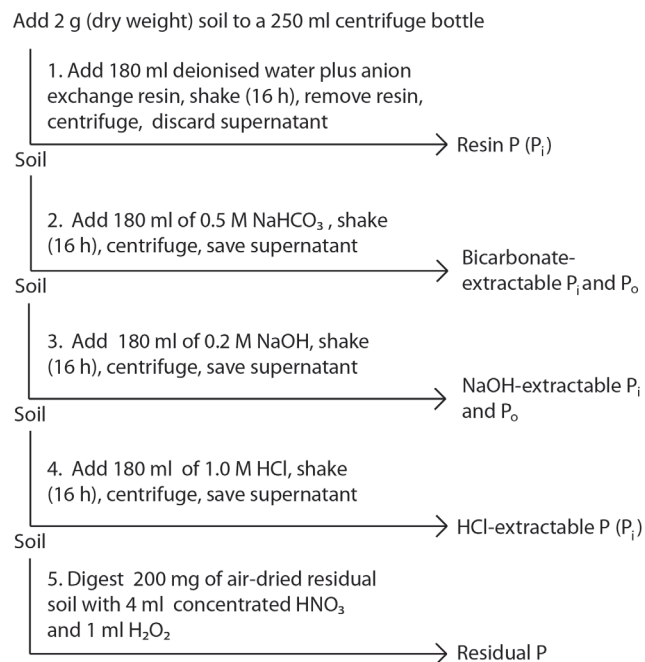 Add 2 g (dry weight) soil to a 250 ml centrifuge bottle
1. Add 180 ml deionised water plus anion
exchange resin, shake (16 h), remove resin,
centrifuge, discard supernatant
Resin P (Pᵢ)
Soil
2. Add 180 ml of 0.5 M NaHCO₃ , shake
(16 h), centrifuge, save supernatant
Bicarbonate-
extractable Pᵢ and Pₒ
Soil
3. Add 180 ml of 0.2 M NaOH, shake
(16 h), centrifuge, save supernatant
NaOH-extractable Pᵢ
and Pₒ
Soil
4. Add 180 ml of 1.0 M HCl, shake
(16 h), centrifuge, save supernatant
HCl-extractable P (Pᵢ)
Soil
5. Digest 200 mg of air-dried residual
soil with 4 ml concentrated HNO₃
and 1 ml H₂O₂
Residual P